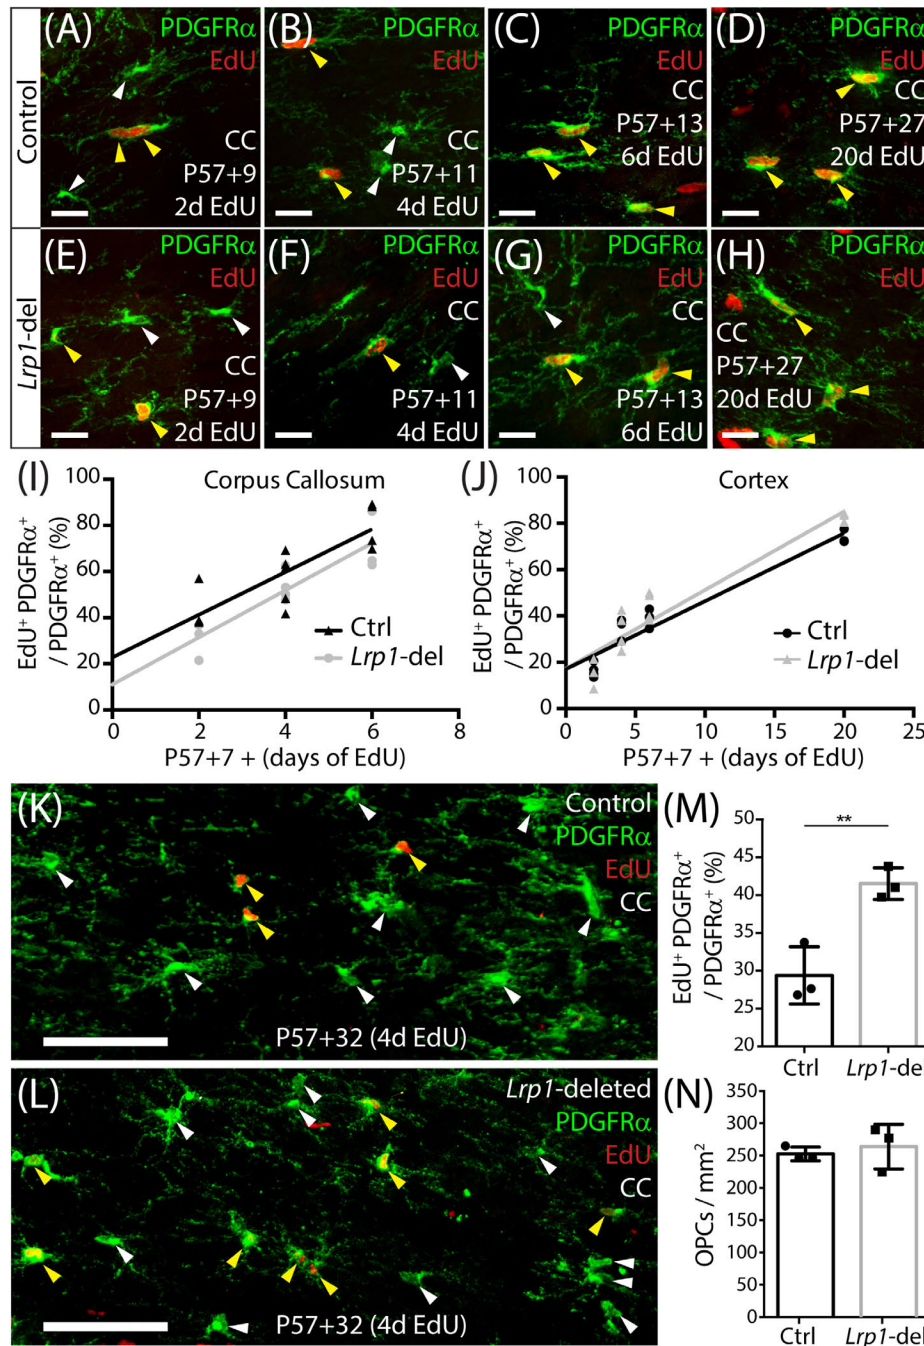 Control
(A)
PDGFRα
EdU
CC
P57+9
2d EdU
(B)
PDGFRα
EdU
CC
P57+11
4d EdU
(C)
PDGFRα
EdU
CC
P57+13
6d EdU
(D)
PDGFRα
EdU
CC
P57+27
20d EdU
Lrp1-del
(E)
PDGFRα
EdU
CC
P57+9
2d EdU
(F)
PDGFRα
EdU
CC
P57+11
4d EdU
(G)
PDGFRα
EdU
CC
P57+13
6d EdU
(H)
PDGFRα
EdU
CC
P57+27
20d EdU
(I)
Corpus Callosum
EdU⁺ PDGFRα⁺
/ PDGFRα⁺ (%)
100
80
60
40
20
0
Ctrl
Lrp1-del
0 2 4 6 8
P57+7 + (days of EdU)
(J)
Cortex
EdU⁺ PDGFRα⁺
/ PDGFRα⁺ (%)
100
80
60
40
20
0
Ctrl
Lrp1-del
0 5 10 15 20 25
P57+7 + (days of EdU)
(K)
Control
PDGFRα
EdU
CC
P57+32 (4d EdU)
(L)
Lrp1-deleted
PDGFRα
EdU
CC
P57+32 (4d EdU)
(M)
EdU⁺ PDGFRα⁺
/ PDGFRα⁺ (%)
50
45
40
35
30
25
20
**
Ctrl Lrp1-del
(N)
OPCs / mm²
350
300
250
200
150
100
50
0
Ctrl Lrp1-del